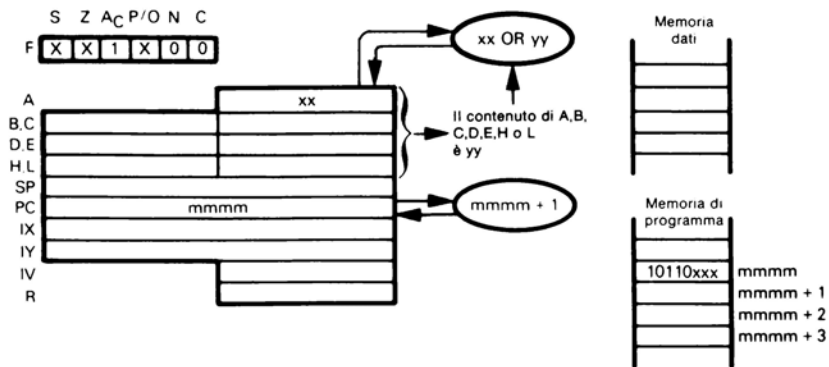 S Z AC P/O N C
F X X 1 X 0 0
A xx
B,C
D,E
H,L
SP
PC mmmm
IX
IY
IV
R
xx OR yy
Il contenuto di A,B,
C,D,E,H o L
è yy
mmmm + 1
Memoria
dati
Memoria di
programma
10110xxx mmmm
mmmm + 1
mmmm + 2
mmmm + 3